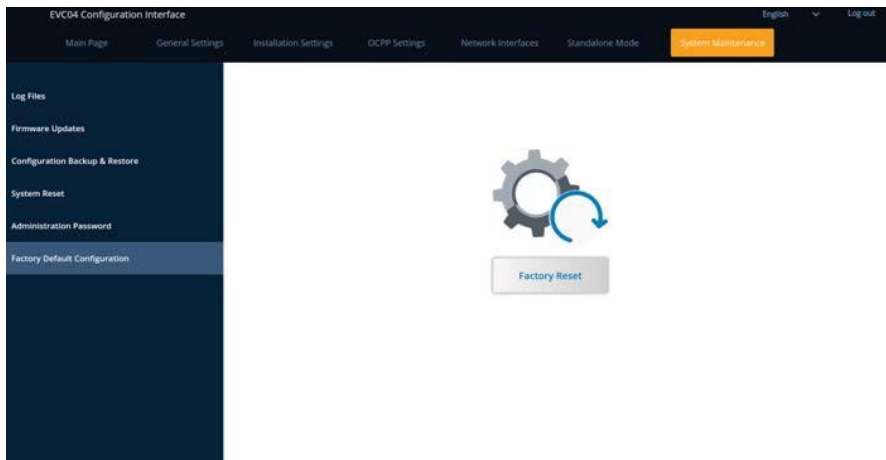 EVC04 Configuration Interface
English
Log out
Main Page
General Settings
Installation Settings
OCPP Settings
Network Interfaces
Standalone Mode
System Maintenance
Log Files
Firmware Updates
Configuration Backup & Restore
System Reset
Administration Password
Factory Default Configuration
Factory Reset